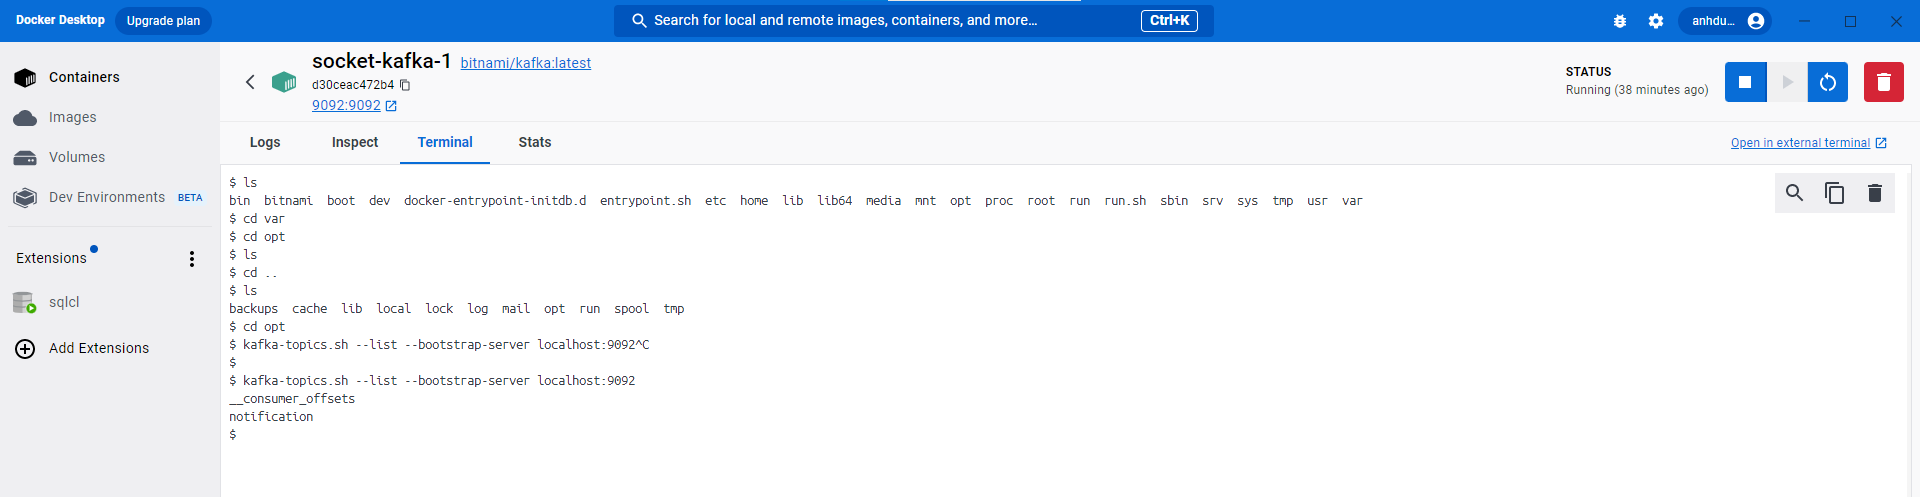 Docker Desktop Upgrade plan Search for local and remote images, containers, and more... Ctrl+K anhdu...
Containers
Images
Volumes
Dev Environments BETA
Extensions
sqlcl
Add Extensions
socket-kafka-1 bitnami/kafka:latest
d30ceac472b4
9092:9092
STATUS
Running (38 minutes ago)
Logs Inspect Terminal Stats Open in external terminal
$ ls
bin bitnami boot dev docker-entrypoint-initdb.d entrypoint.sh etc home lib lib64 media mnt opt proc root run run.sh sbin srv sys tmp usr var
$ cd var
$ cd opt
$ ls
$ cd ..
$ ls
backups cache lib local lock log mail opt run spool tmp
$ cd opt
$ kafka-topics.sh --list --bootstrap-server localhost:9092^C
$
$ kafka-topics.sh --list --bootstrap-server localhost:9092
__consumer_offsets
notification
$